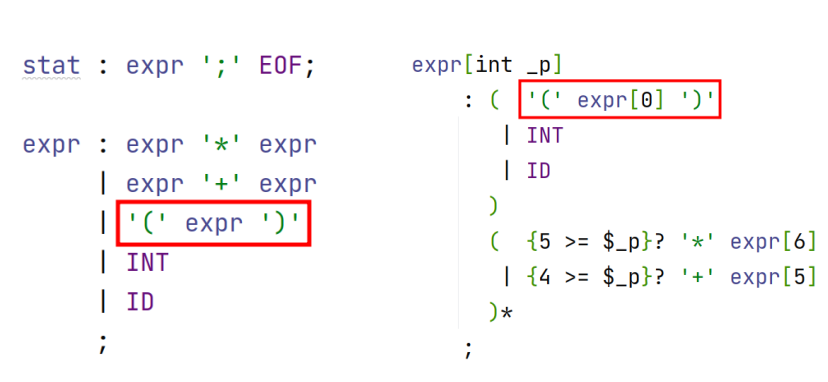 stat : expr ';' EOF;
expr : expr '*' expr
| expr '+' expr
| '(' expr ')'
| INT
| ID
;
expr[int _p]
: ( '(' expr[0] ')'
| INT
| ID
)
( {5 >= $_p}? '*' expr[6]
| {4 >= $_p}? '+' expr[5]
)*
;